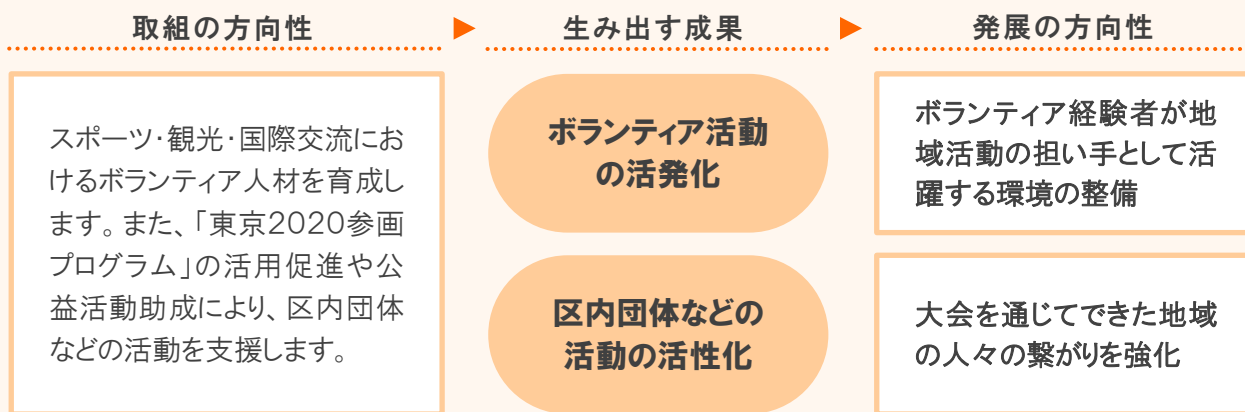 取組の方向性
▶
生み出す成果
▶
発展の方向性
スポーツ・観光・国際交流にお
けるボランティア人材を育成し
ます。また、「東京2020参画
プログラム」の活用促進や公
益活動助成により、区内団体
などの活動を支援します。
ボランティア活動
の活発化
区内団体などの
活動の活性化
ボランティア経験者が地
域活動の担い手として活
躍する環境の整備
大会を通じてできた地域
の人々の繋がりを強化